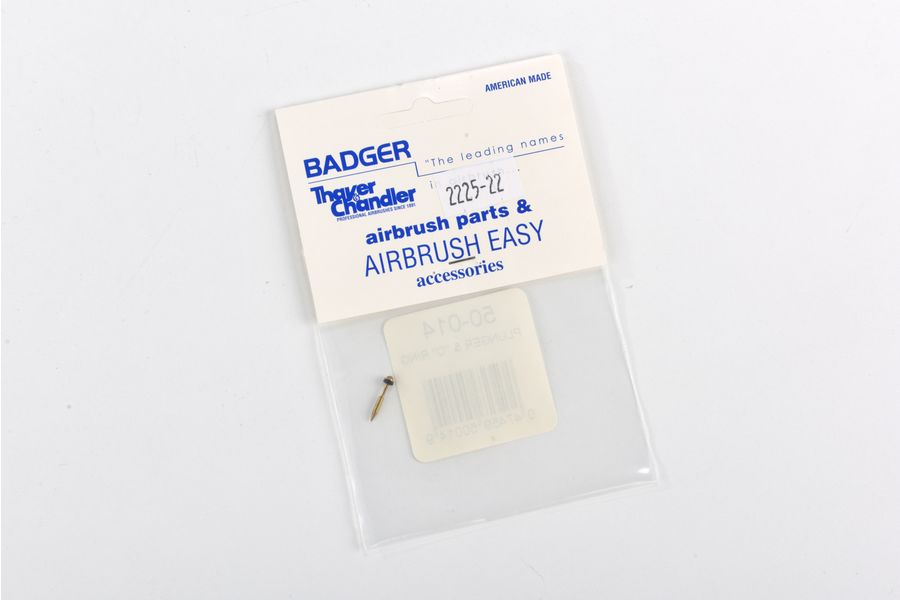 AMERICAN MADE
BADGER
"The leading names
Thayer &
Chandler
PROFESSIONAL AIRBRUSHES SINCE 1891
2225-22
airbrush parts &
AIRBRUSH EASY
accessories
50-014
PLUNGER & "O" RING